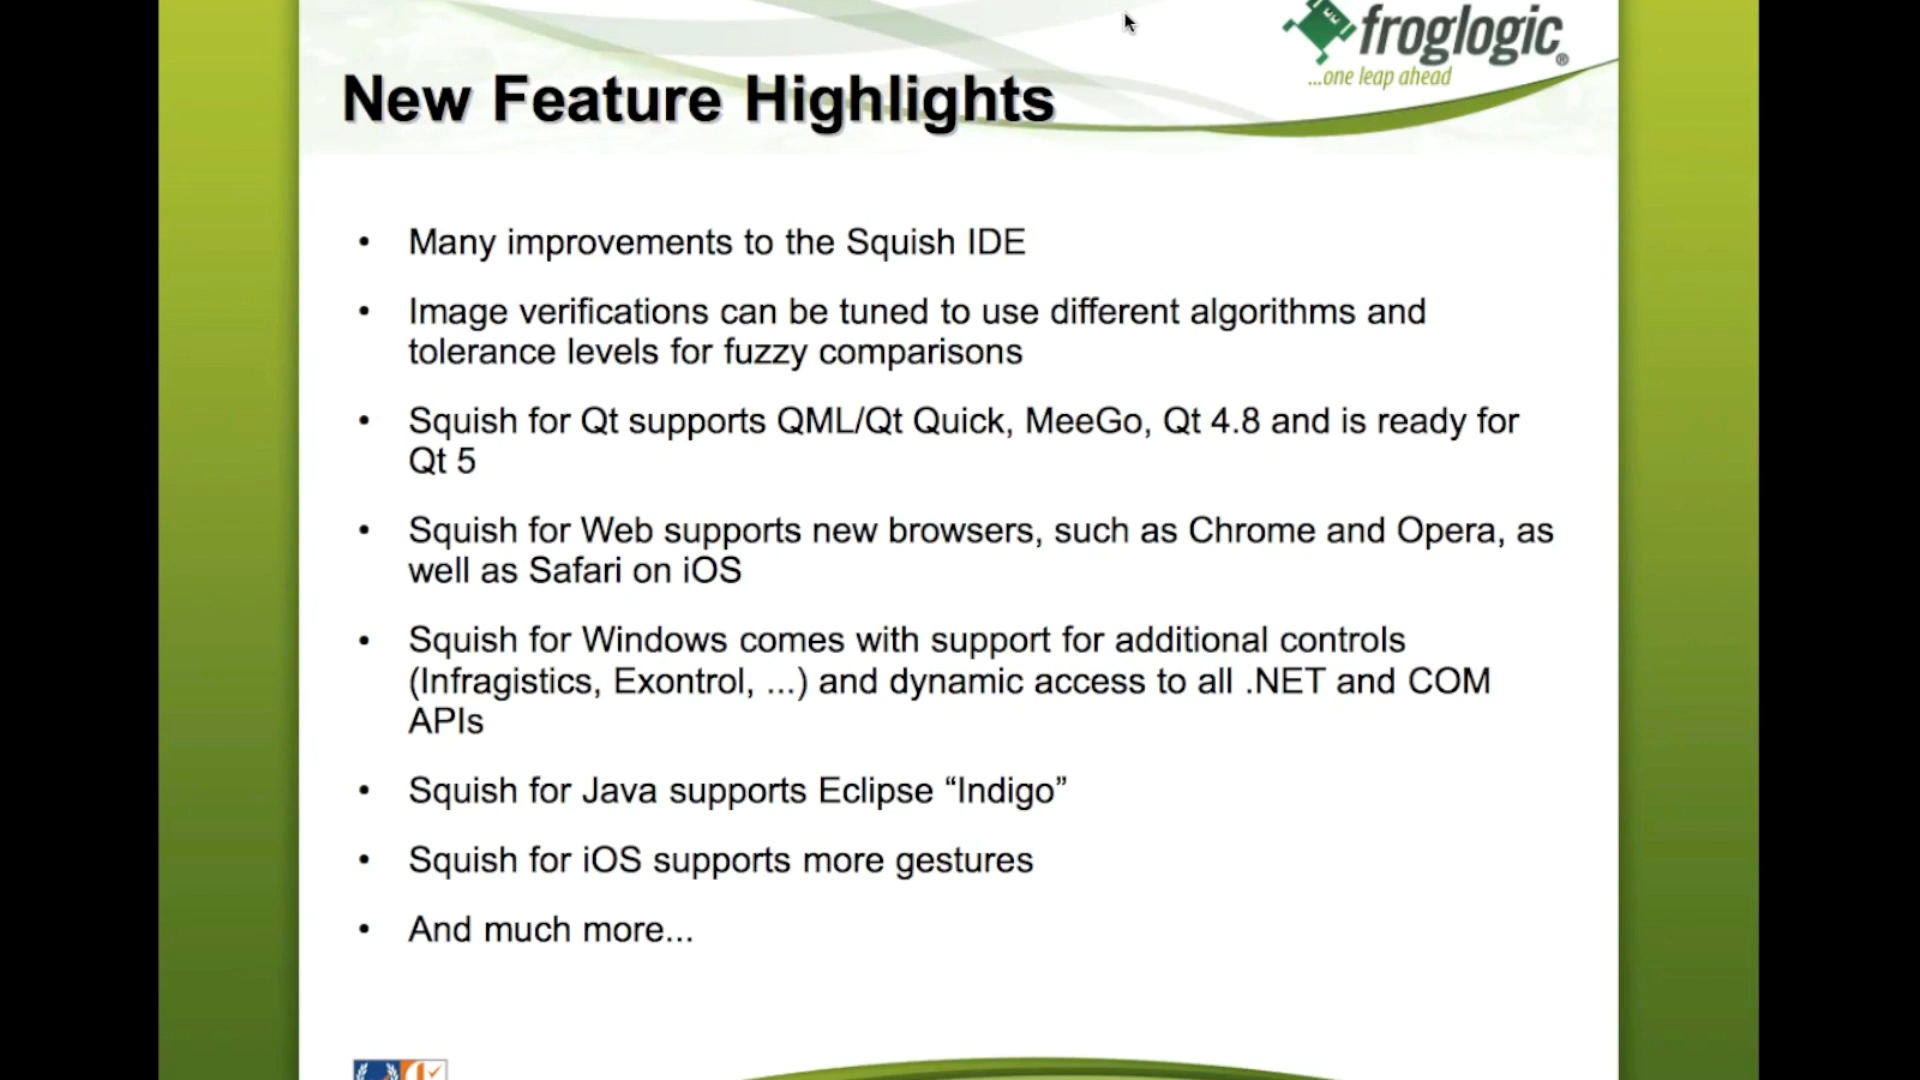 froglogic®
...one leap ahead
New Feature Highlights
• Many improvements to the Squish IDE
• Image verifications can be tuned to use different algorithms and
tolerance levels for fuzzy comparisons
• Squish for Qt supports QML/Qt Quick, MeeGo, Qt 4.8 and is ready for
Qt 5
• Squish for Web supports new browsers, such as Chrome and Opera, as
well as Safari on iOS
• Squish for Windows comes with support for additional controls
(Infragistics, Exontrol, ...) and dynamic access to all .NET and COM
APIs
• Squish for Java supports Eclipse “Indigo”
• Squish for iOS supports more gestures
• And much more...